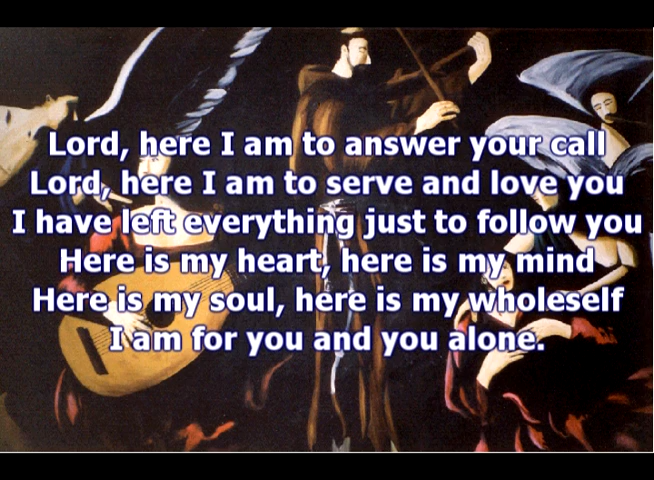 Lord, here I am to answer your call
Lord, here I am to serve and love you
I have left everything just to follow you
Here is my heart, here is my mind
Here is my soul, here is my wholeself
I am for you and you alone.